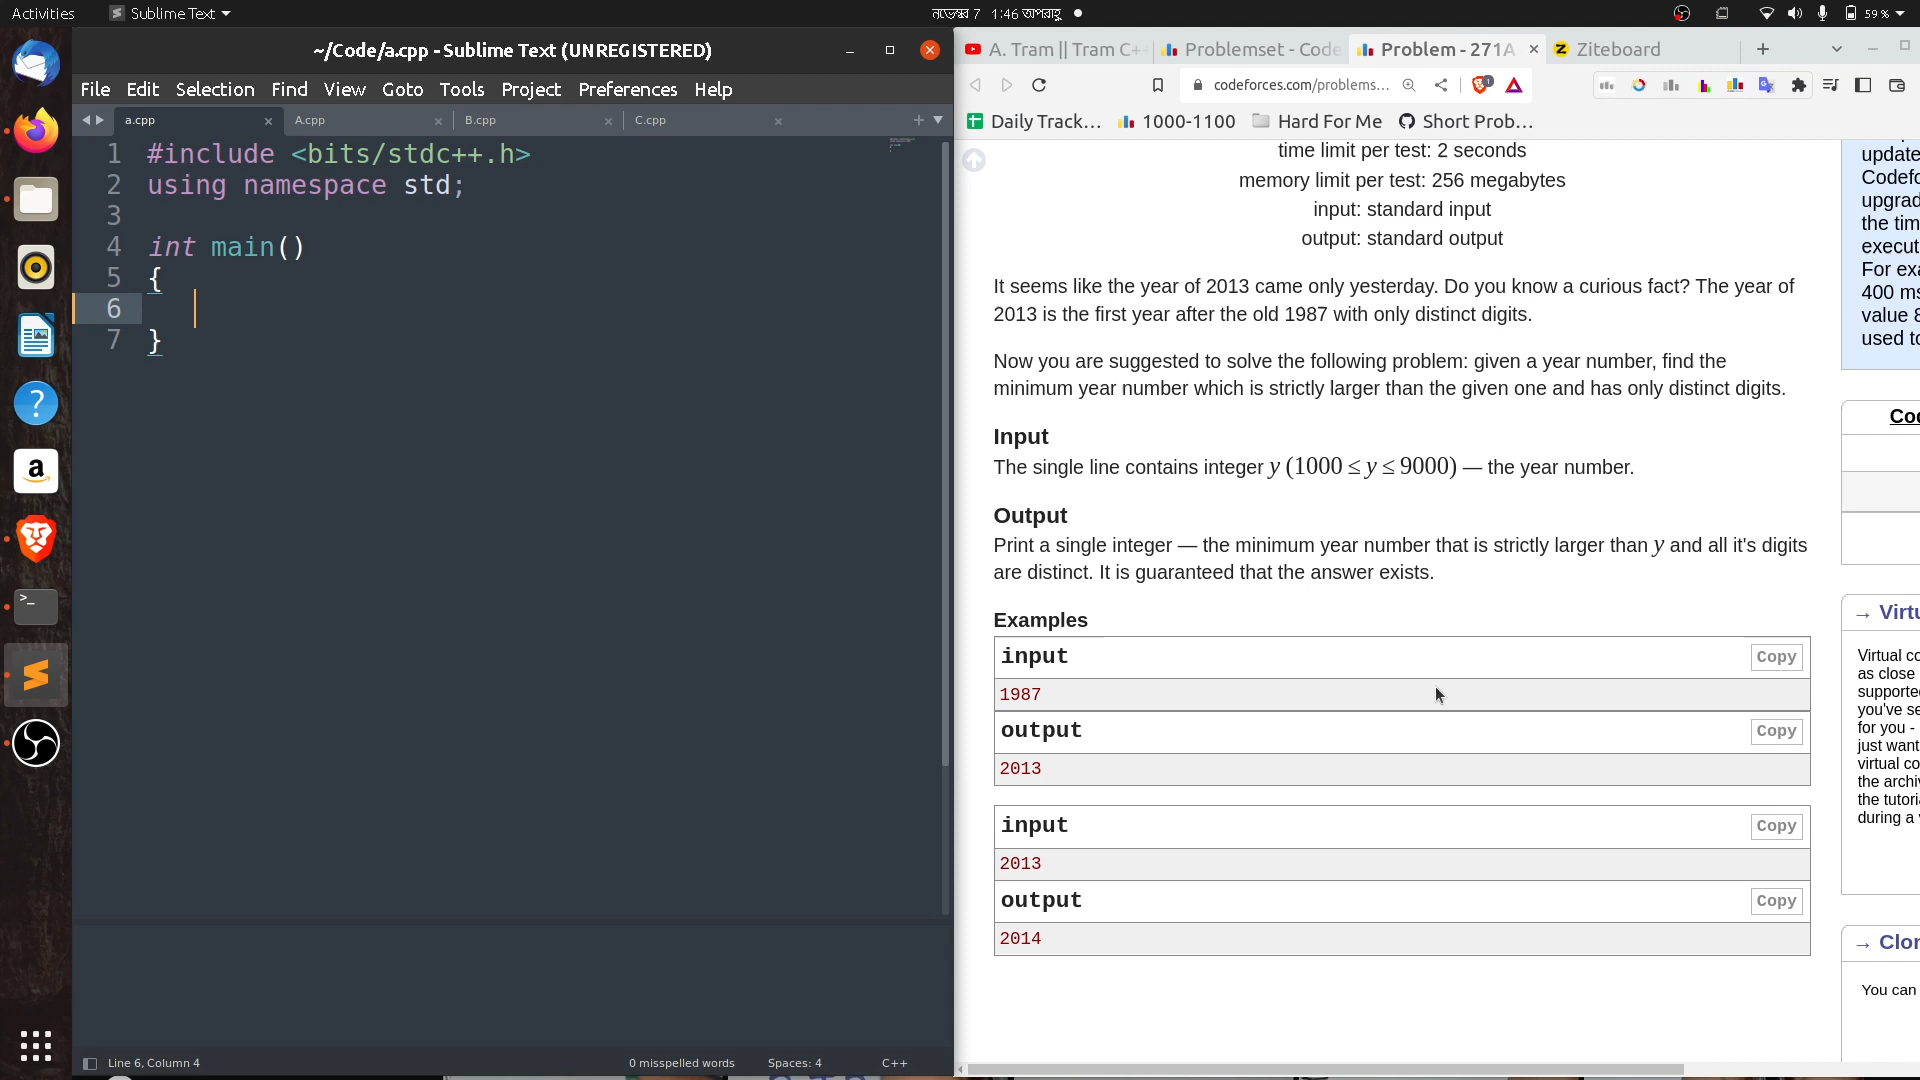 Activities Sublime Text নভেম্বর 7 1:46 অপরাহ্ণ 59 %
~/Code/a.cpp - Sublime Text (UNREGISTERED)
File Edit Selection Find View Goto Tools Project Preferences Help
a.cpp A.cpp B.cpp C.cpp
1 #include <bits/stdc++.h>
2 using namespace std;
3
4 int main()
5 {
6
7 }
Line 6, Column 4 0 misspelled words Spaces: 4 C++
A. Tram || Tram C+ Problemset - Code Problem - 271A Ziteboard
codeforces.com/problems...
Daily Track... 1000-1100 Hard For Me Short Prob...
time limit per test: 2 seconds
memory limit per test: 256 megabytes
input: standard input
output: standard output
It seems like the year of 2013 came only yesterday. Do you know a curious fact? The year of
2013 is the first year after the old 1987 with only distinct digits.
Now you are suggested to solve the following problem: given a year number, find the
minimum year number which is strictly larger than the given one and has only distinct digits.
Input
The single line contains integer y (1000 ≤ y ≤ 9000) — the year number.
Output
Print a single integer — the minimum year number that is strictly larger than y and all it's digits
are distinct. It is guaranteed that the answer exists.
Examples
input Copy
1987
output Copy
2013
input Copy
2013
output Copy
2014
update
Codefo
upgrad
the tim
execut
For exa
400 ms
value 8
used to
Cod
→ Virtu
Virtual co
as close
supported
you've se
for you -
just want
virtual co
the archiv
the tutori
during a v
→ Clon
You can